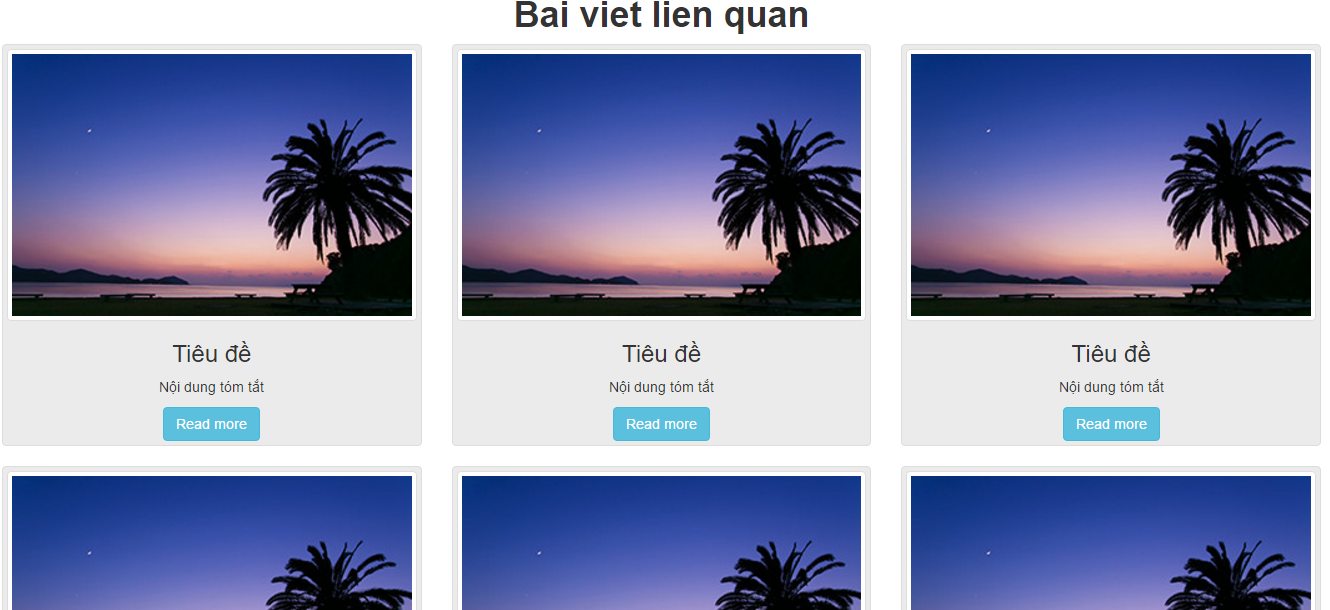 Bai viet lien quan
Tiêu đề
Tiêu đề
Tiêu đề
Nội dung tóm tắt
Nội dung tóm tắt
Nội dung tóm tắt
Read more
Read more
Read more